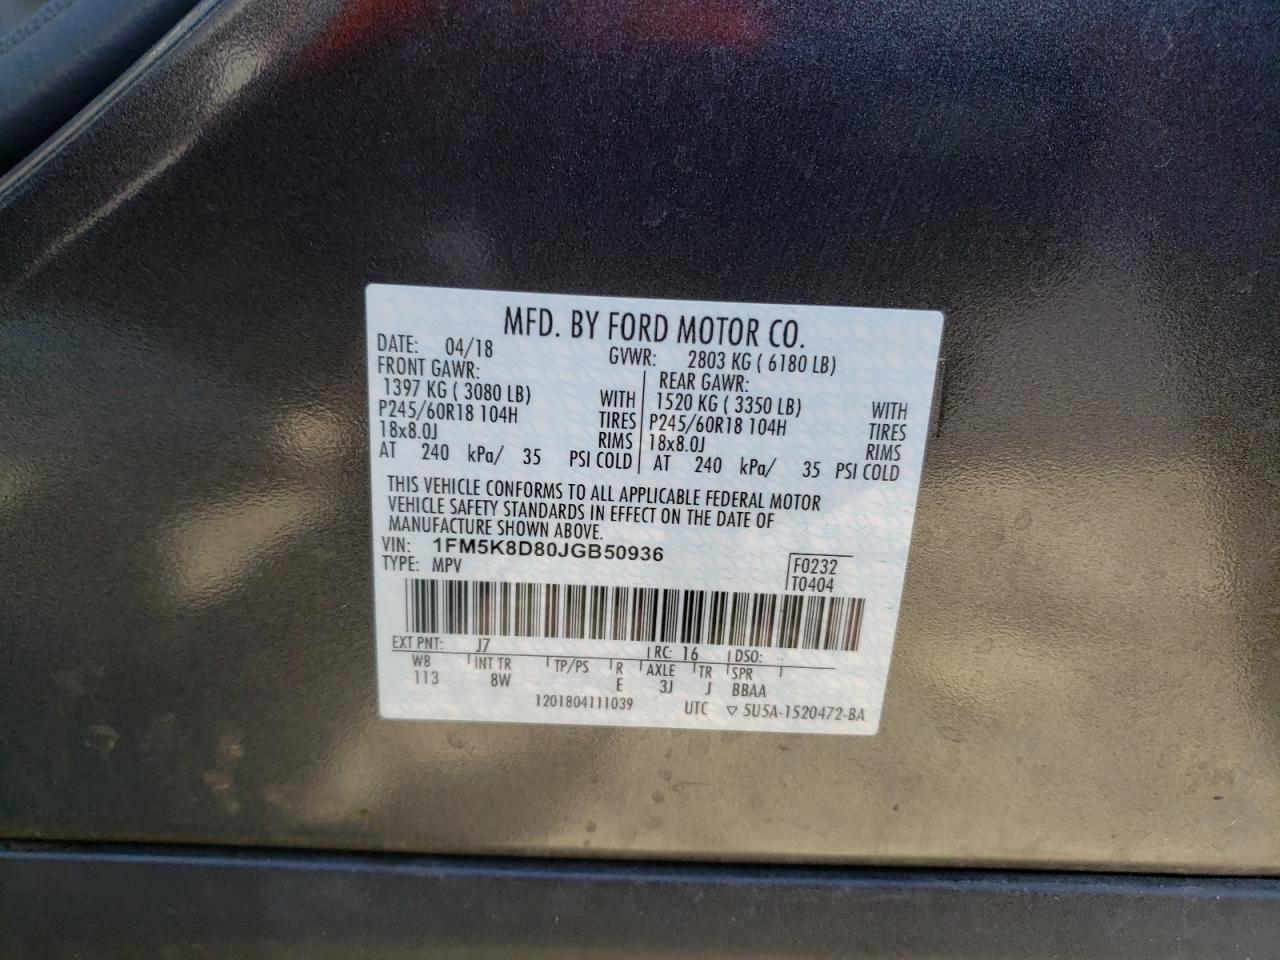 MFD. BY FORD MOTOR CO.
DATE: 04/18 GVWR: 2803 KG ( 6180 LB)
FRONT GAWR: REAR GAWR:
1397 KG ( 3080 LB) WITH 1520 KG ( 3350 LB) WITH
P245/60R18 104H TIRES P245/60R18 104H TIRES
18x8.0J RIMS 18x8.0J RIMS
AT 240 kPa/ 35 PSI COLD AT 240 kPa/ 35 PSI COLD
THIS VEHICLE CONFORMS TO ALL APPLICABLE FEDERAL MOTOR
VEHICLE SAFETY STANDARDS IN EFFECT ON THE DATE OF
MANUFACTURE SHOWN ABOVE.
VIN: 1FM5K8D80JGB50936 F0232
TYPE: MPV T0404
EXT PNT: J7 RC: 16 DSO:
WB INT TR TP/PS R AXLE TR SPR
113 8W E 3J J BBAA
1201804111039 UTC ▽ 5U5A-1520472-BA